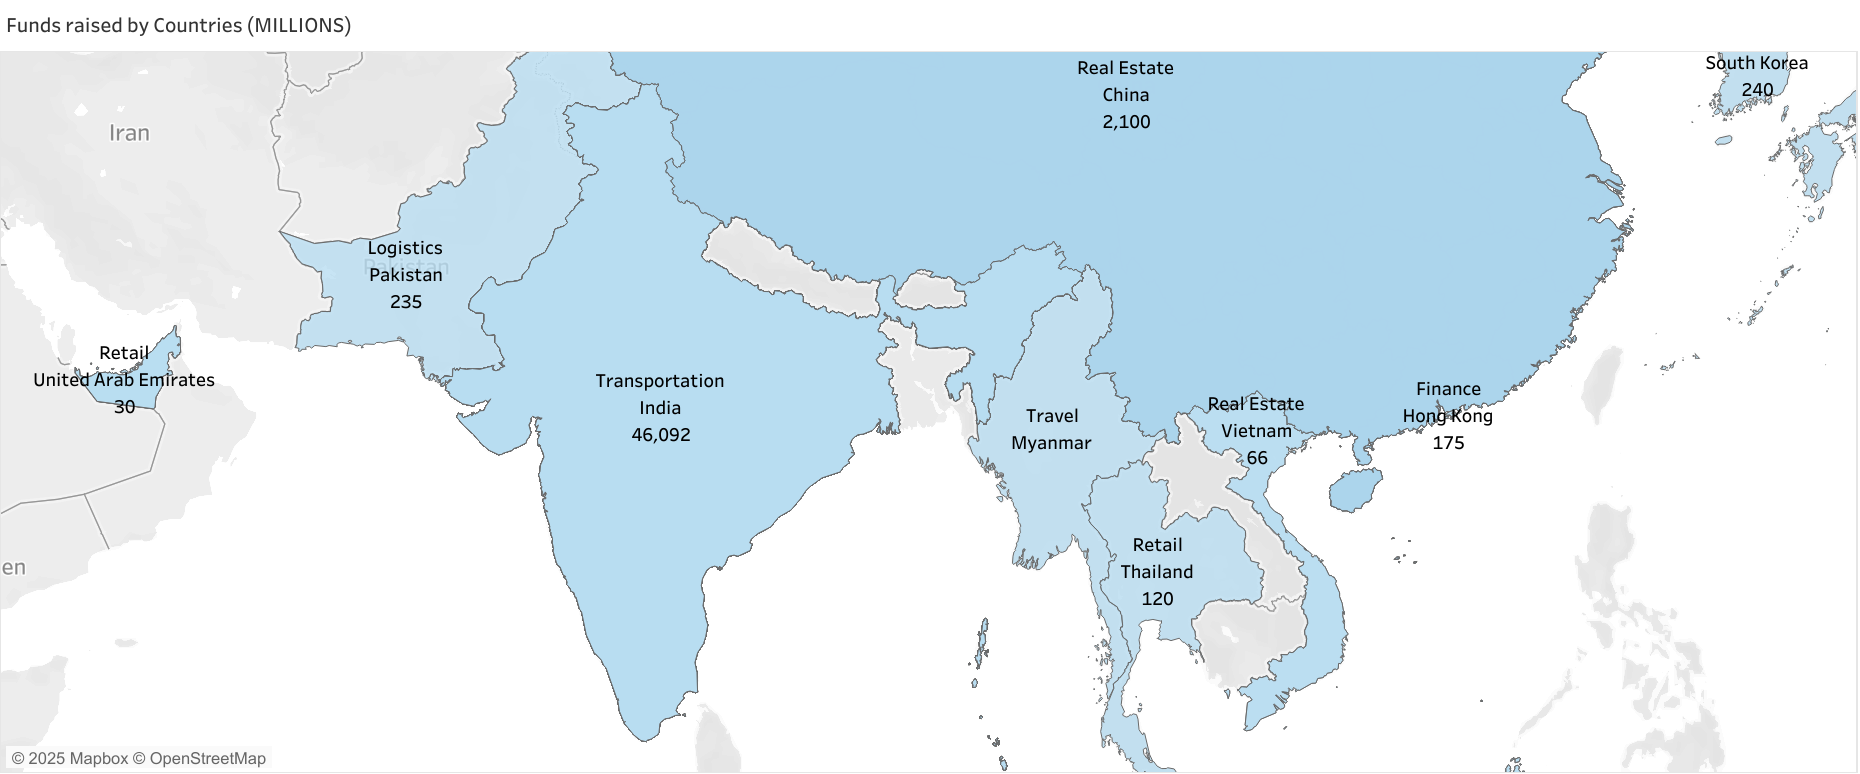 Funds raised by Countries (MILLIONS)
Real Estate
China
2,100
South Korea
240
Iran
Logistics
Pakistan
Pakistan
235
Retail
United Arab Emirates
30
Transportation
India
46,092
Travel
Myanmar
Real Estate
Vietnam
66
Finance
Hong Kong
175
Retail
Thailand
120
en
© 2025 Mapbox © OpenStreetMap